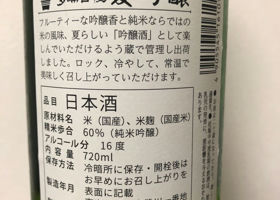 フルーティーな吟醸香と純米ならではの
米の風味、夏らしい「吟醸酒」として楽
しんでいただけるよう蔵で管理し出荷
しました。ロック、冷やして、常温で
美味しく召し上がっていただけます。
品目 日本酒
原材料名 米(国産)、米麹(国産米)
精米歩合 60%(純米吟醸)
アルコール分 16度
内容量 720ml
保存方法 冷暗所に保存・開栓後は
お早めにお召し上がりを
製造年月 表面に記載